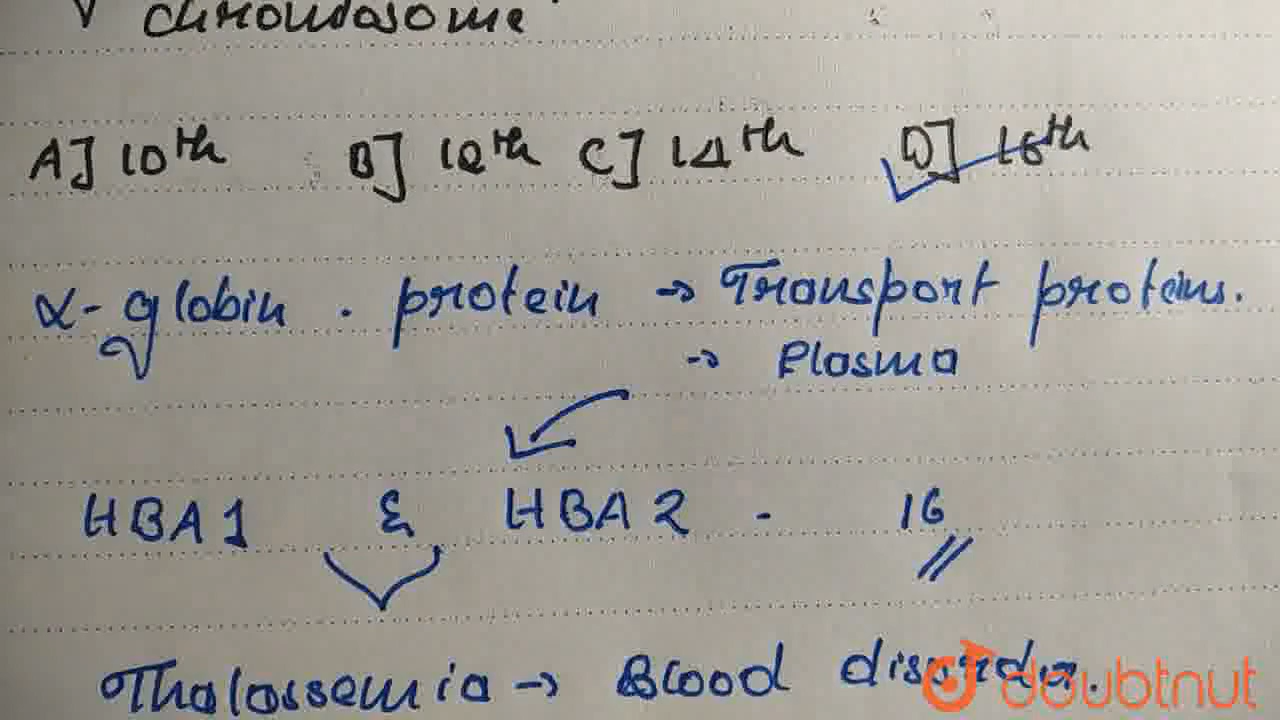 chromosome
A] 10th B] 12th C] 14th D] 16th
α-globin . protein → Transport proteins.
→ Plasma
HBA1 & HBA2 - 16
Thalassemia → Blood disorder.
doubtnut